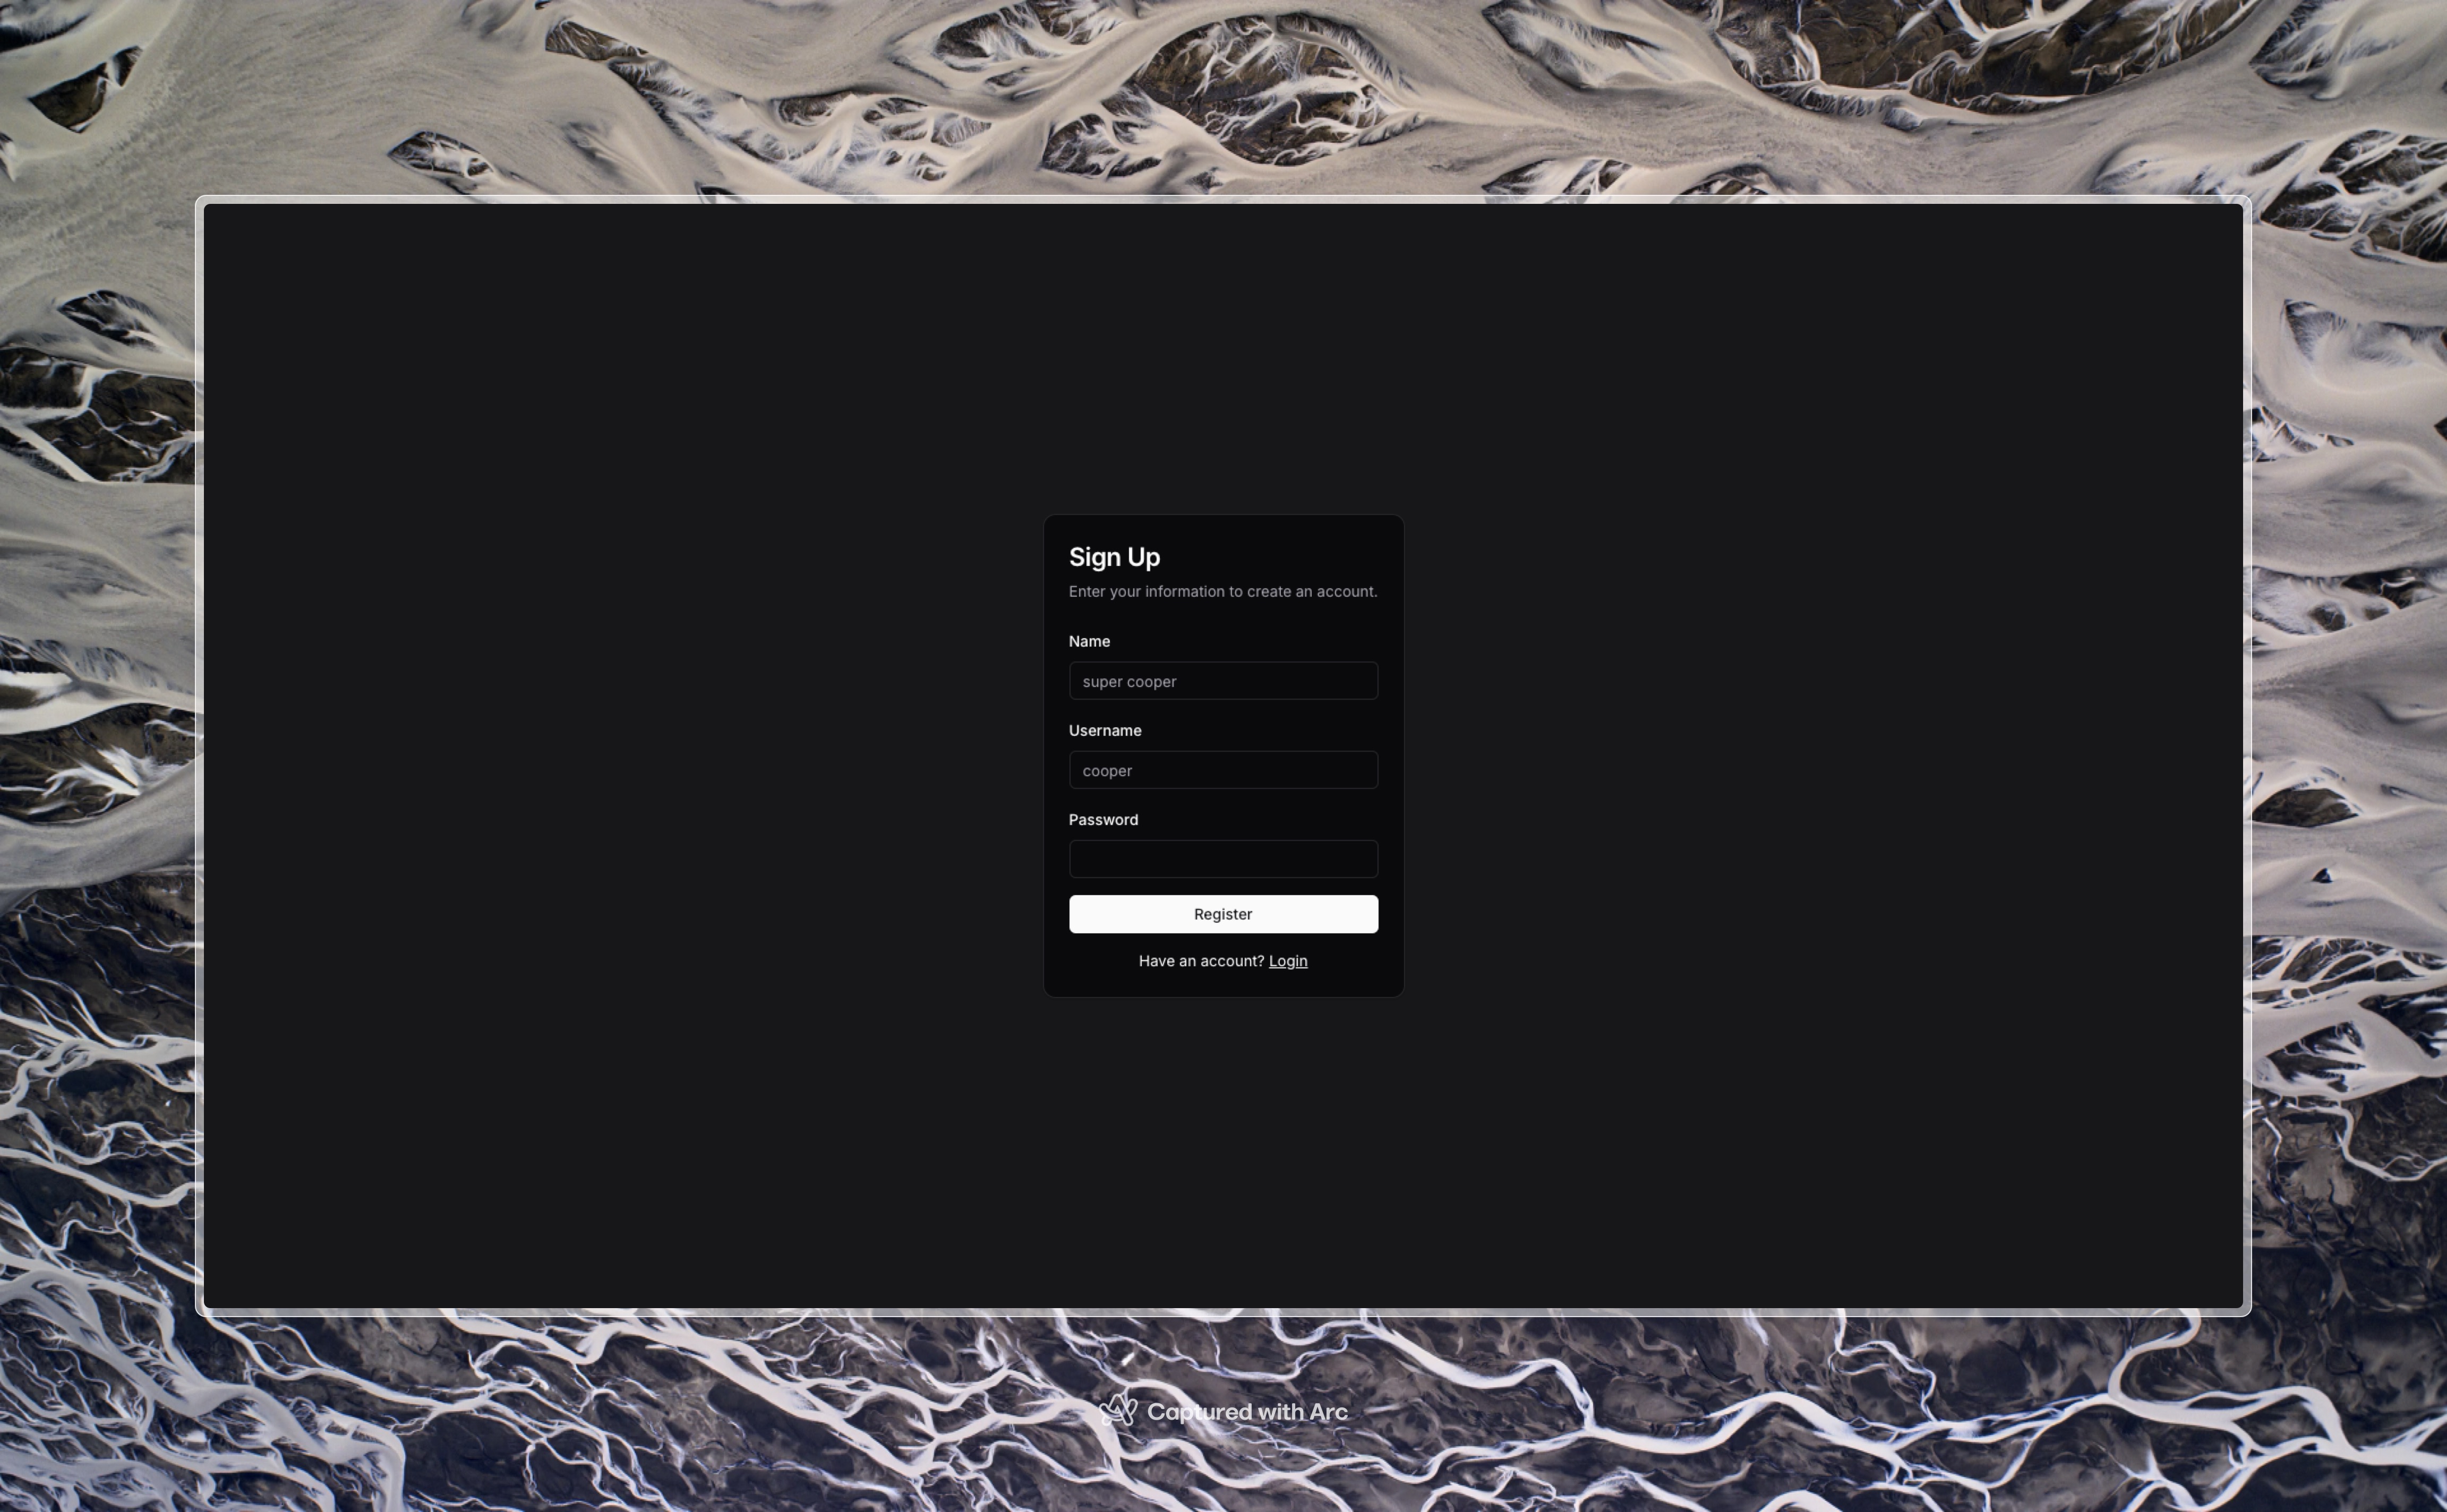 Sign Up
Enter your information to create an account.
Name
super cooper
Username
cooper
Password
Register
Have an account? Login
Captured with Arc